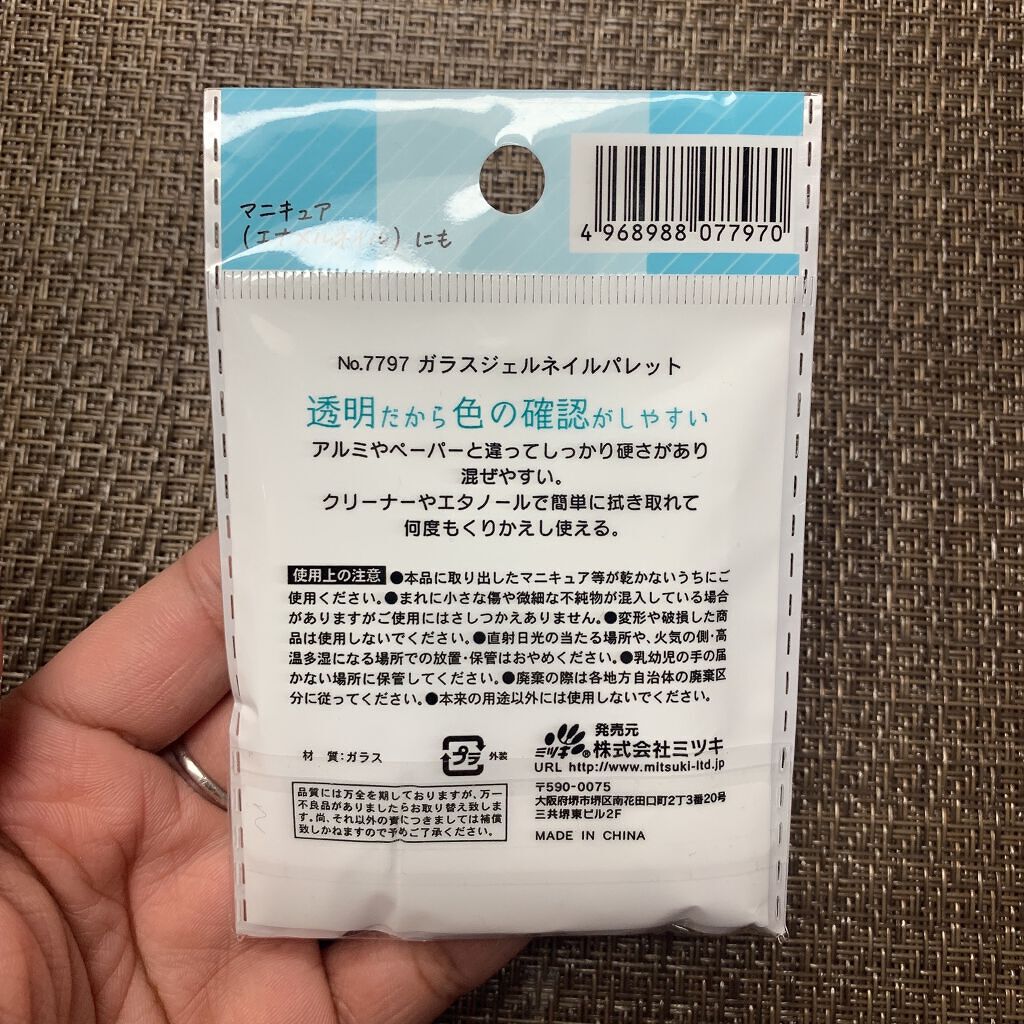 マニキュア
(エナメルネイル)にも
4 968988 077970
No.7797 ガラスジェルネイルパレット
透明だから色の確認がしやすい
アルミやペーパーと違ってしっかり硬さがあり
混ぜやすい。
クリーナーやエタノールで簡単に拭き取れて
何度もくりかえし使える。
使用上の注意 ●本品に取り出したマニキュア等が乾かないうちにご
使用ください。●まれに小さな傷や微細な不純物が混入している場合
がありますがご使用にはさしつかえありません。●変形や破損した商
品は使用しないでください。●直射日光の当たる場所や、火気の側・高
温多湿になる場所での放置・保管はおやめください。●乳幼児の手の届
かない場所に保管してください。●廃棄の際は各地方自治体の廃棄区
分に従ってください。●本来の用途以外には使用しないでください。
材 質:ガラス
プラ 外装
ミツキ® 発売元
株式会社ミツキ
URL http://www.mitsuki-ltd.jp
品質には万全を期しておりますが、万一
不良品がありましたらお取り替え致しま
す。尚、それ以外の責につきましては補償
致しかねますので予めご了承ください。
〒590-0075
大阪府堺市堺区南花田口町2丁3番20号
三共堺東ビル2F
MADE IN CHINA